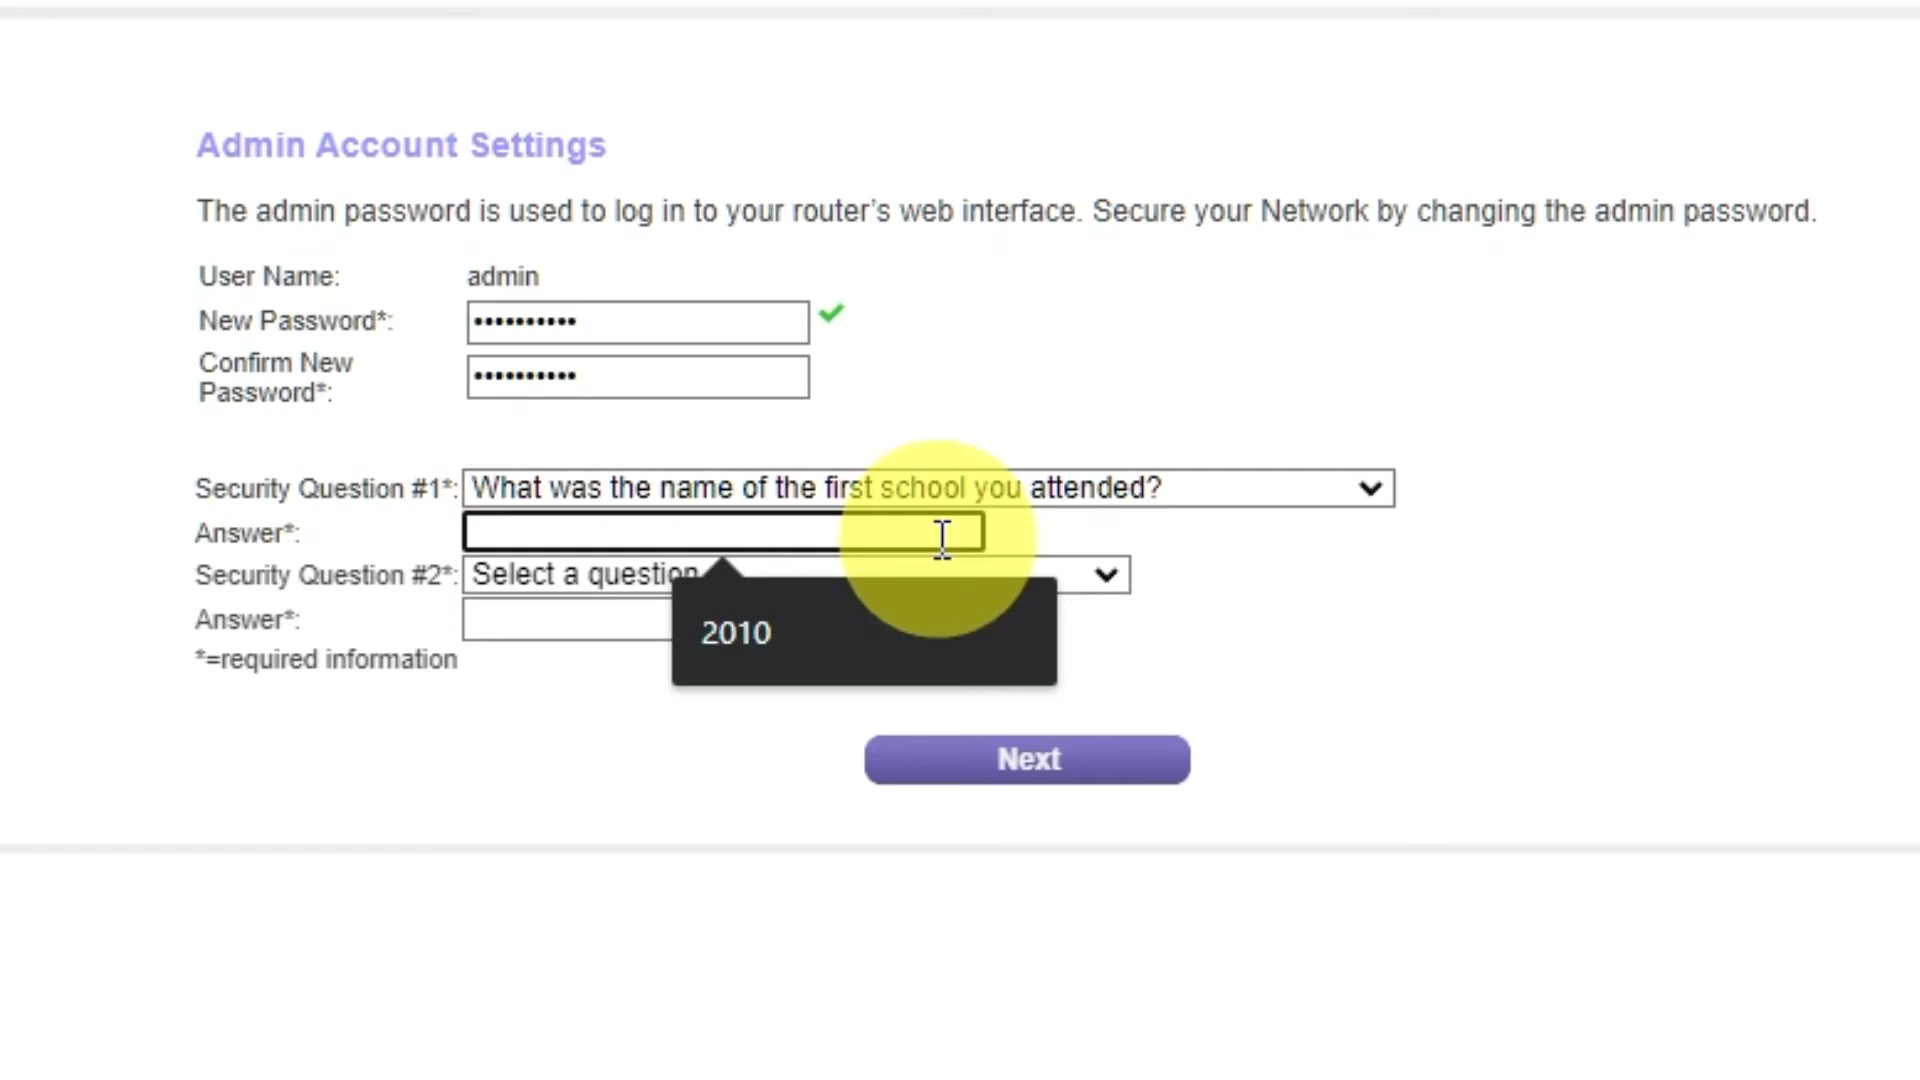 Admin Account Settings
The admin password is used to log in to your router’s web interface. Secure your Network by changing the admin password.
User Name: admin
New Password*: ••••••••••
Confirm New
Password*: ••••••••••
Security Question #1*: What was the name of the first school you attended?
Answer*:
Security Question #2*: Select a question
Answer*:
2010
*=required information
Next